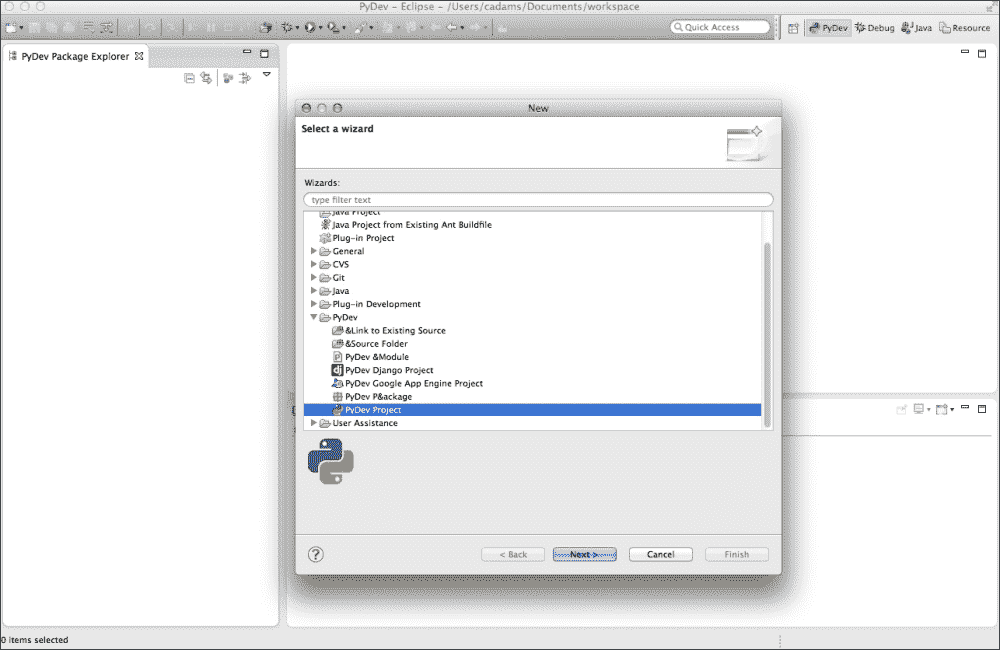 PyDev - Eclipse - /Users/cadams/Documents/workspace
Quick Access
PyDev
Debug
Java
Resource
PyDev Package Explorer
New
Select a wizard
Wizards:
type filter text
Java Project
Java Project from Existing Ant Buildfile
Plug-in Project
General
CVS
Git
Java
Plug-in Development
PyDev
&Link to Existing Source
&Source Folder
PyDev &Module
PyDev Django Project
PyDev Google App Engine Project
PyDev P&ackage
PyDev Project
User Assistance
?
< Back
Next >
Cancel
Finish
0 items selected